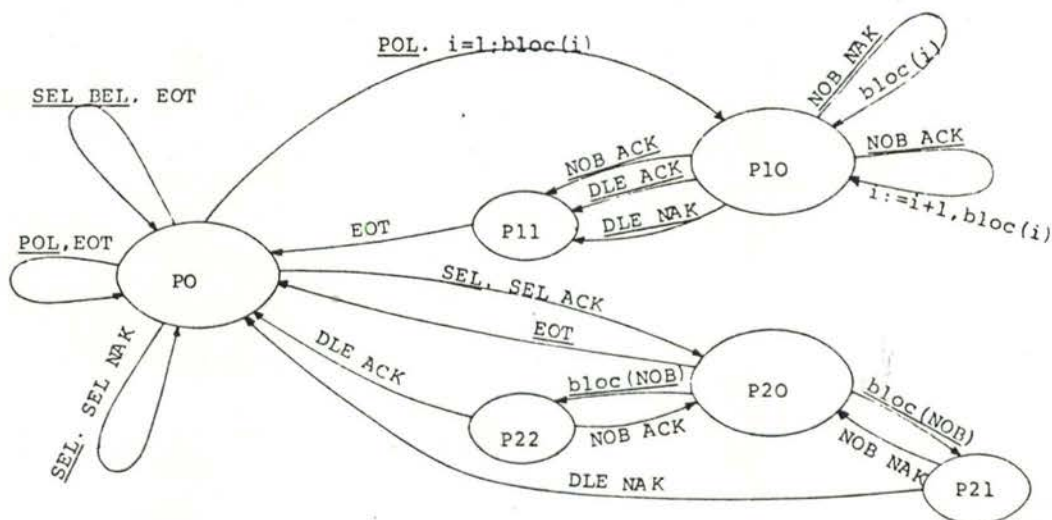 POL. i=1;bloc(i)
SEL BEL, EOT
NOB NAK
bloc(i)
NOB ACK
i:=i+1,bloc(i)
P10
NOB ACK
DLE ACK
DLE NAK
P11
EOT
POL,EOT
P0
SEL, SEL ACK
EOT
DLE ACK
SEL. SEL NAK
bloc(NOB)
P20
bloc(NOB)
P22
NOB ACK
NOB NAK
DLE NAK
P21